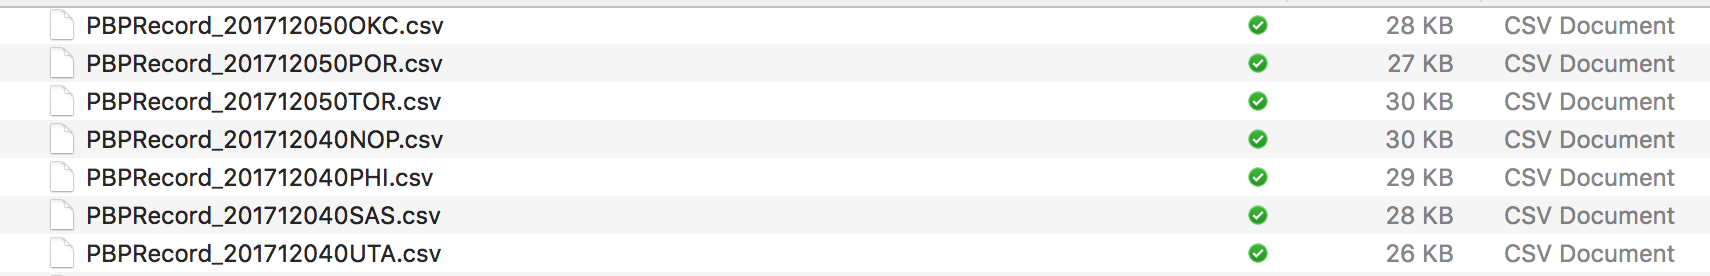 PBPRecord_201712050OKC.csv 28 KB CSV Document
PBPRecord_201712050POR.csv 27 KB CSV Document
PBPRecord_201712050TOR.csv 30 KB CSV Document
PBPRecord_201712040NOP.csv 30 KB CSV Document
PBPRecord_201712040PHI.csv 29 KB CSV Document
PBPRecord_201712040SAS.csv 28 KB CSV Document
PBPRecord_201712040UTA.csv 26 KB CSV Document